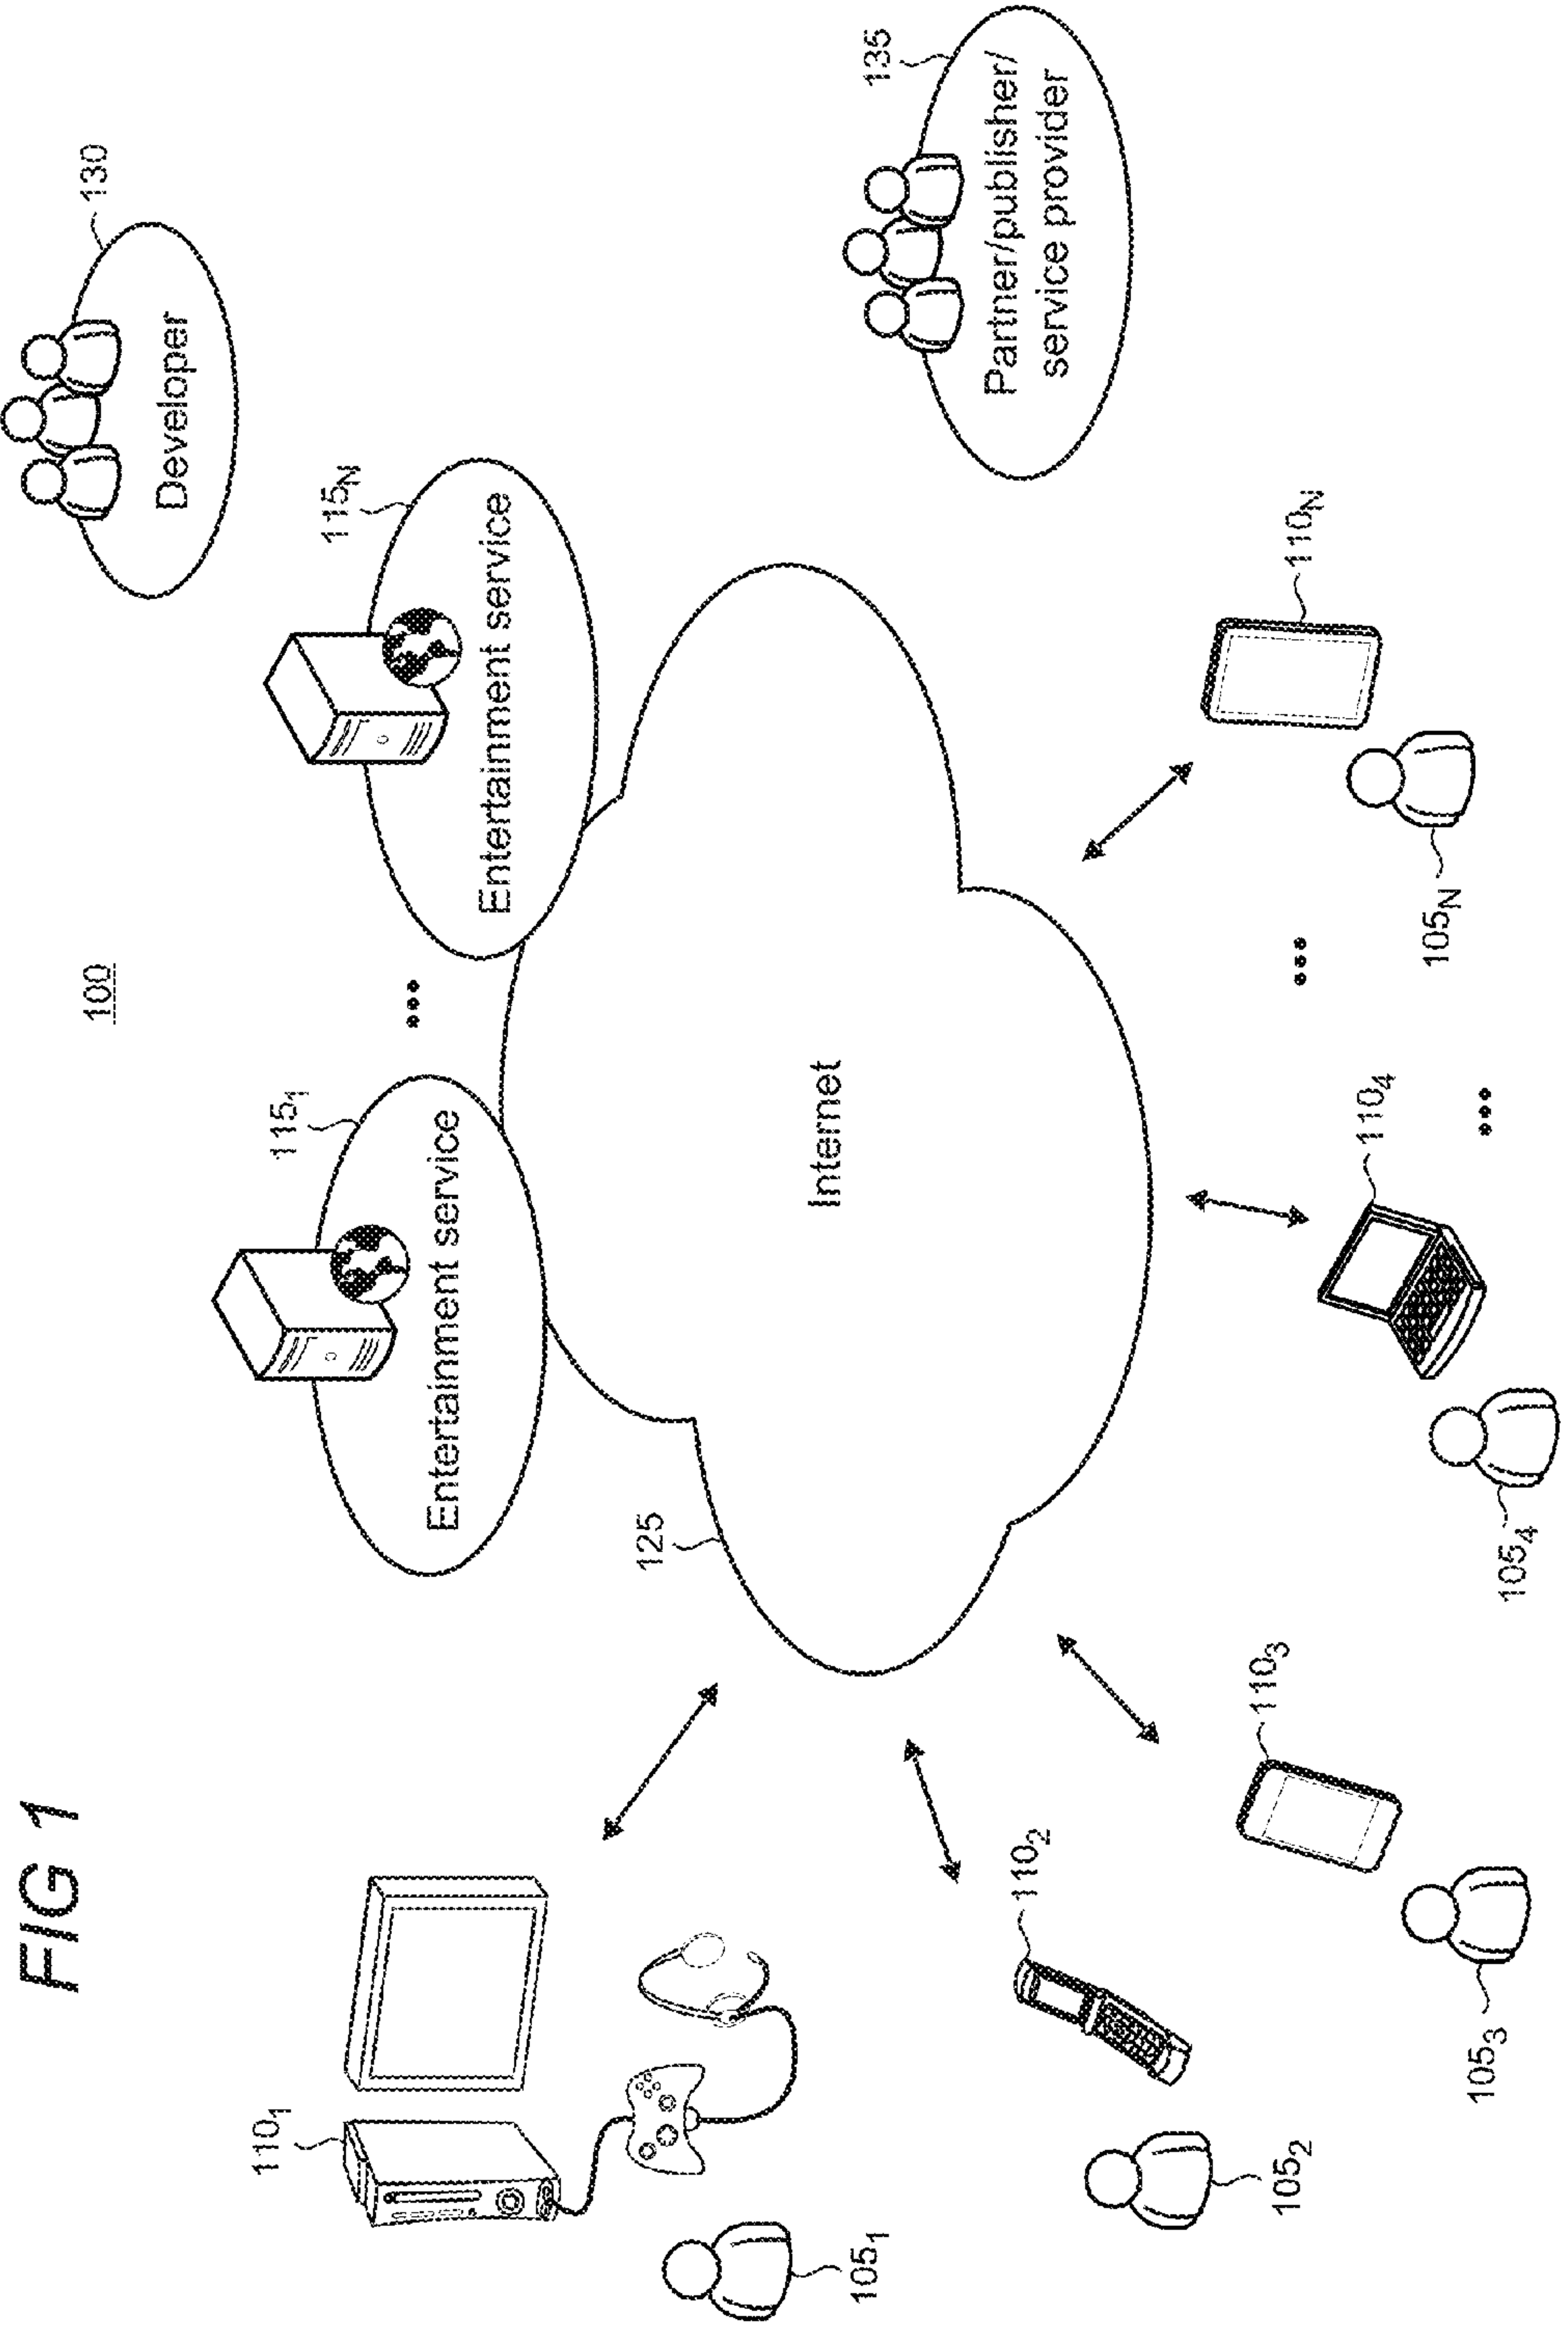 FIG 1
100
130
Developer
115N
Entertainment service
1151
Entertainment service
135
Partner/publisher/
service provider
125
Internet
1101
1051
1102
1052
1103
1053
1104
1054
110N
105N